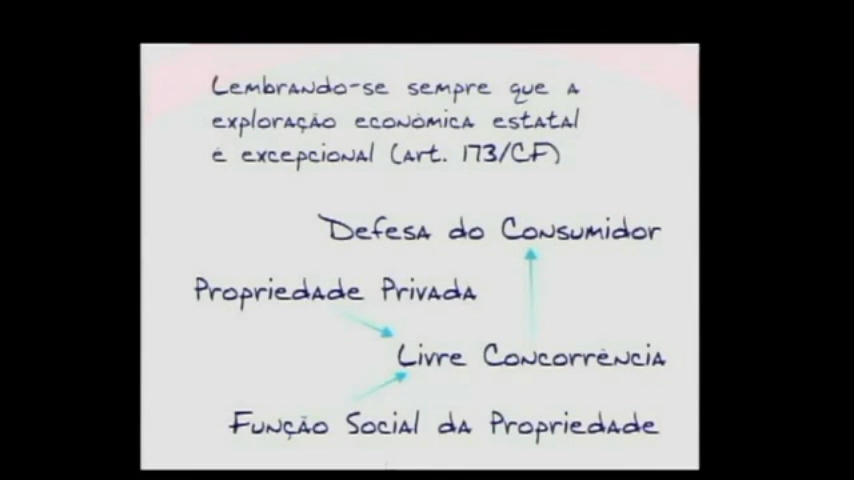 Lembrando-se sempre que a
exploração econômica estatal
é excepcional (art. 173/CF)
Defesa do Consumidor
Propriedade Privada
Livre Concorrência
Função Social da Propriedade